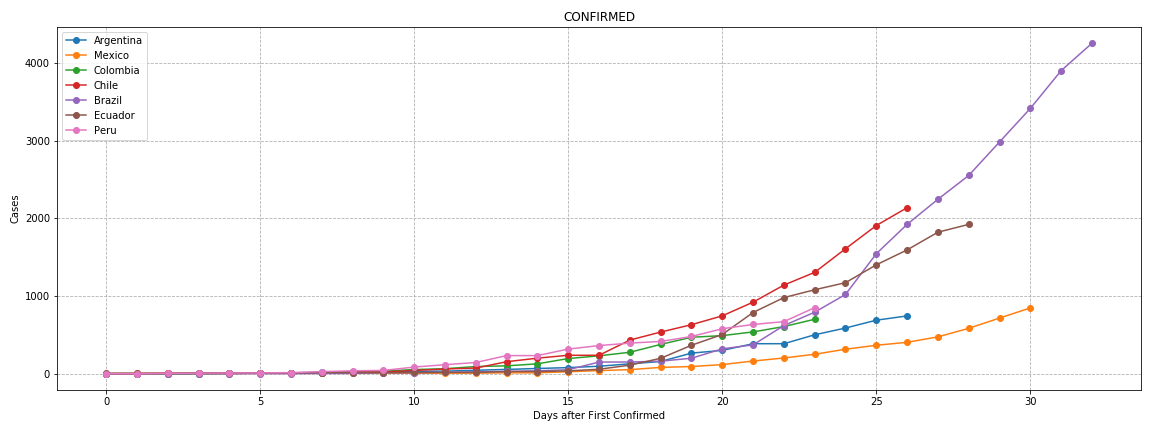 CONFIRMED
Argentina
Mexico
Colombia
Chile
Brazil
Ecuador
Peru
Cases
4000
3000
2000
1000
0
0 5 10 15 20 25 30
Days after First Confirmed